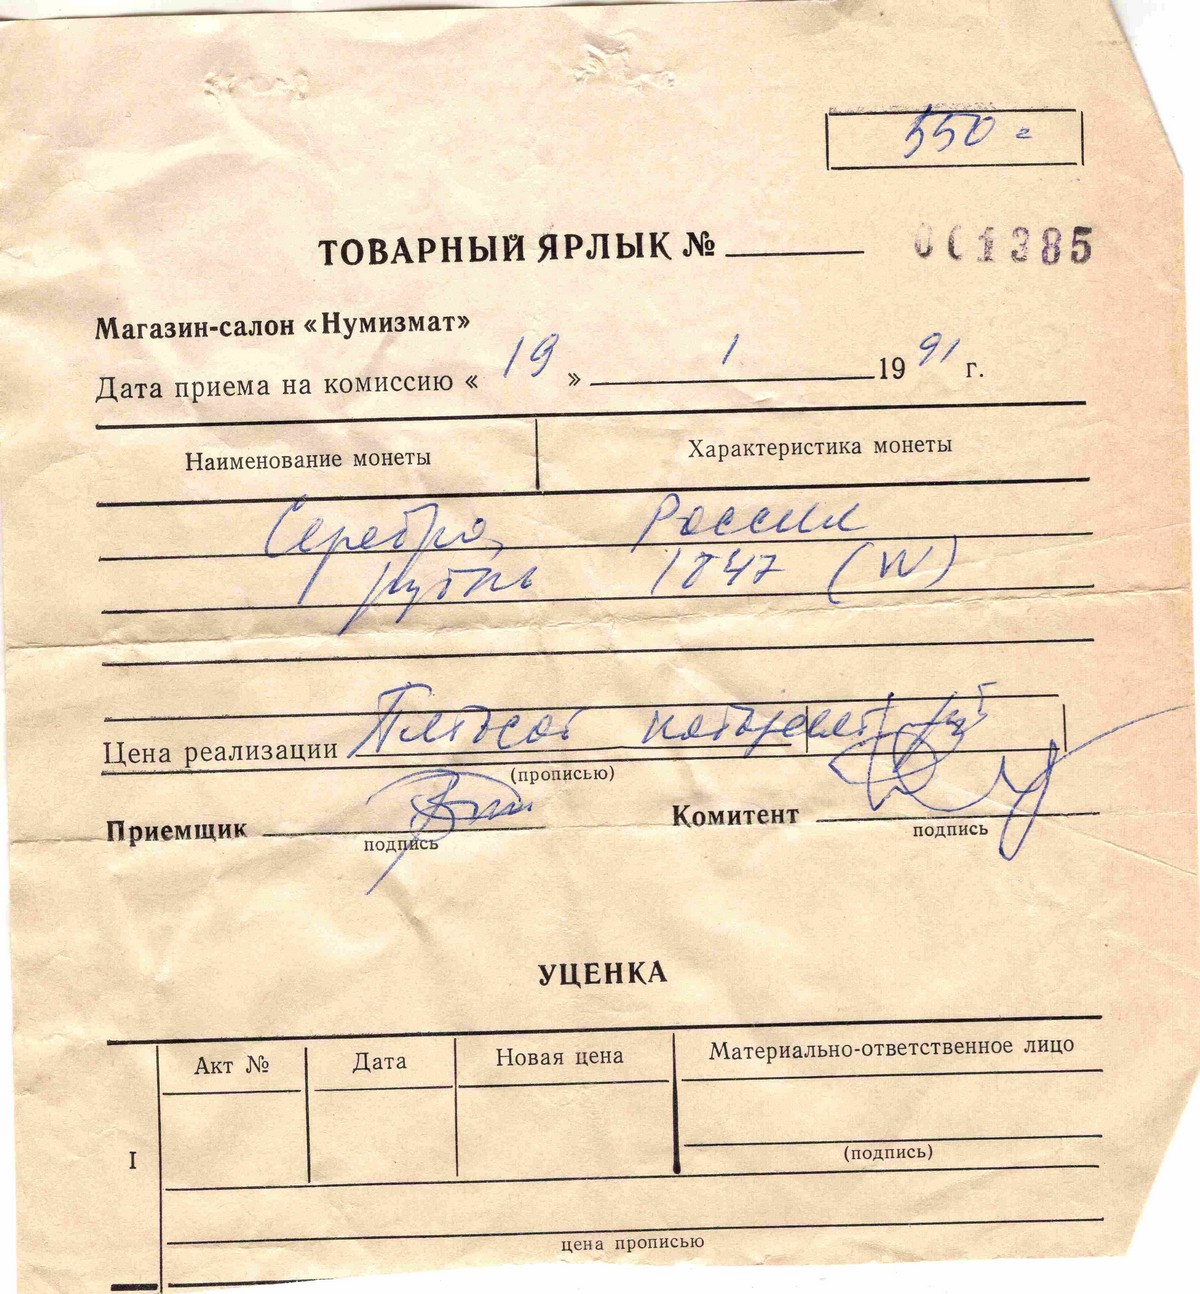 550 =
ТОВАРНЫЙ ЯРЛЫК № 001385
Магазин-салон «Нумизмат»
Дата приема на комиссию « 19 » 1 1991 г.
Наименование монеты Характеристика монеты
Серебро, Россия
1 рубль 1847 (W)
Цена реализации Пятьсот пятьдесят
(прописью)
Приемщик Комитент
подпись подпись
УЦЕНКА
Акт № Дата Новая цена Материально-ответственное лицо
I
(подпись)
цена прописью